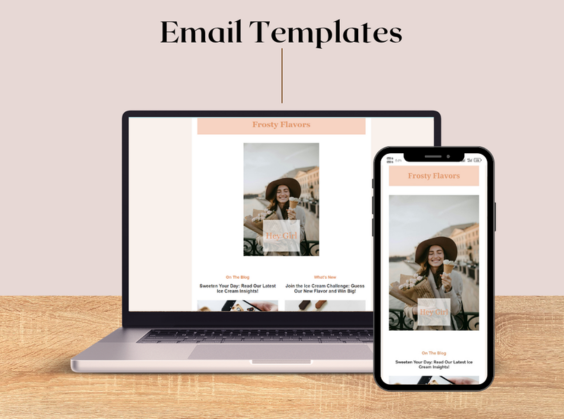 Email Templates
Frosty Flavors
Hey Girl
On The Blog
What's New
Sweeten Your Day: Read Our Latest
Ice Cream Insights!
Join the Ice Cream Challenge: Guess
Our New Flavor and Win Big!
Frosty Flavors
On The Blog
Sweeten Your Day: Read Our Latest Ice
Cream Insights!